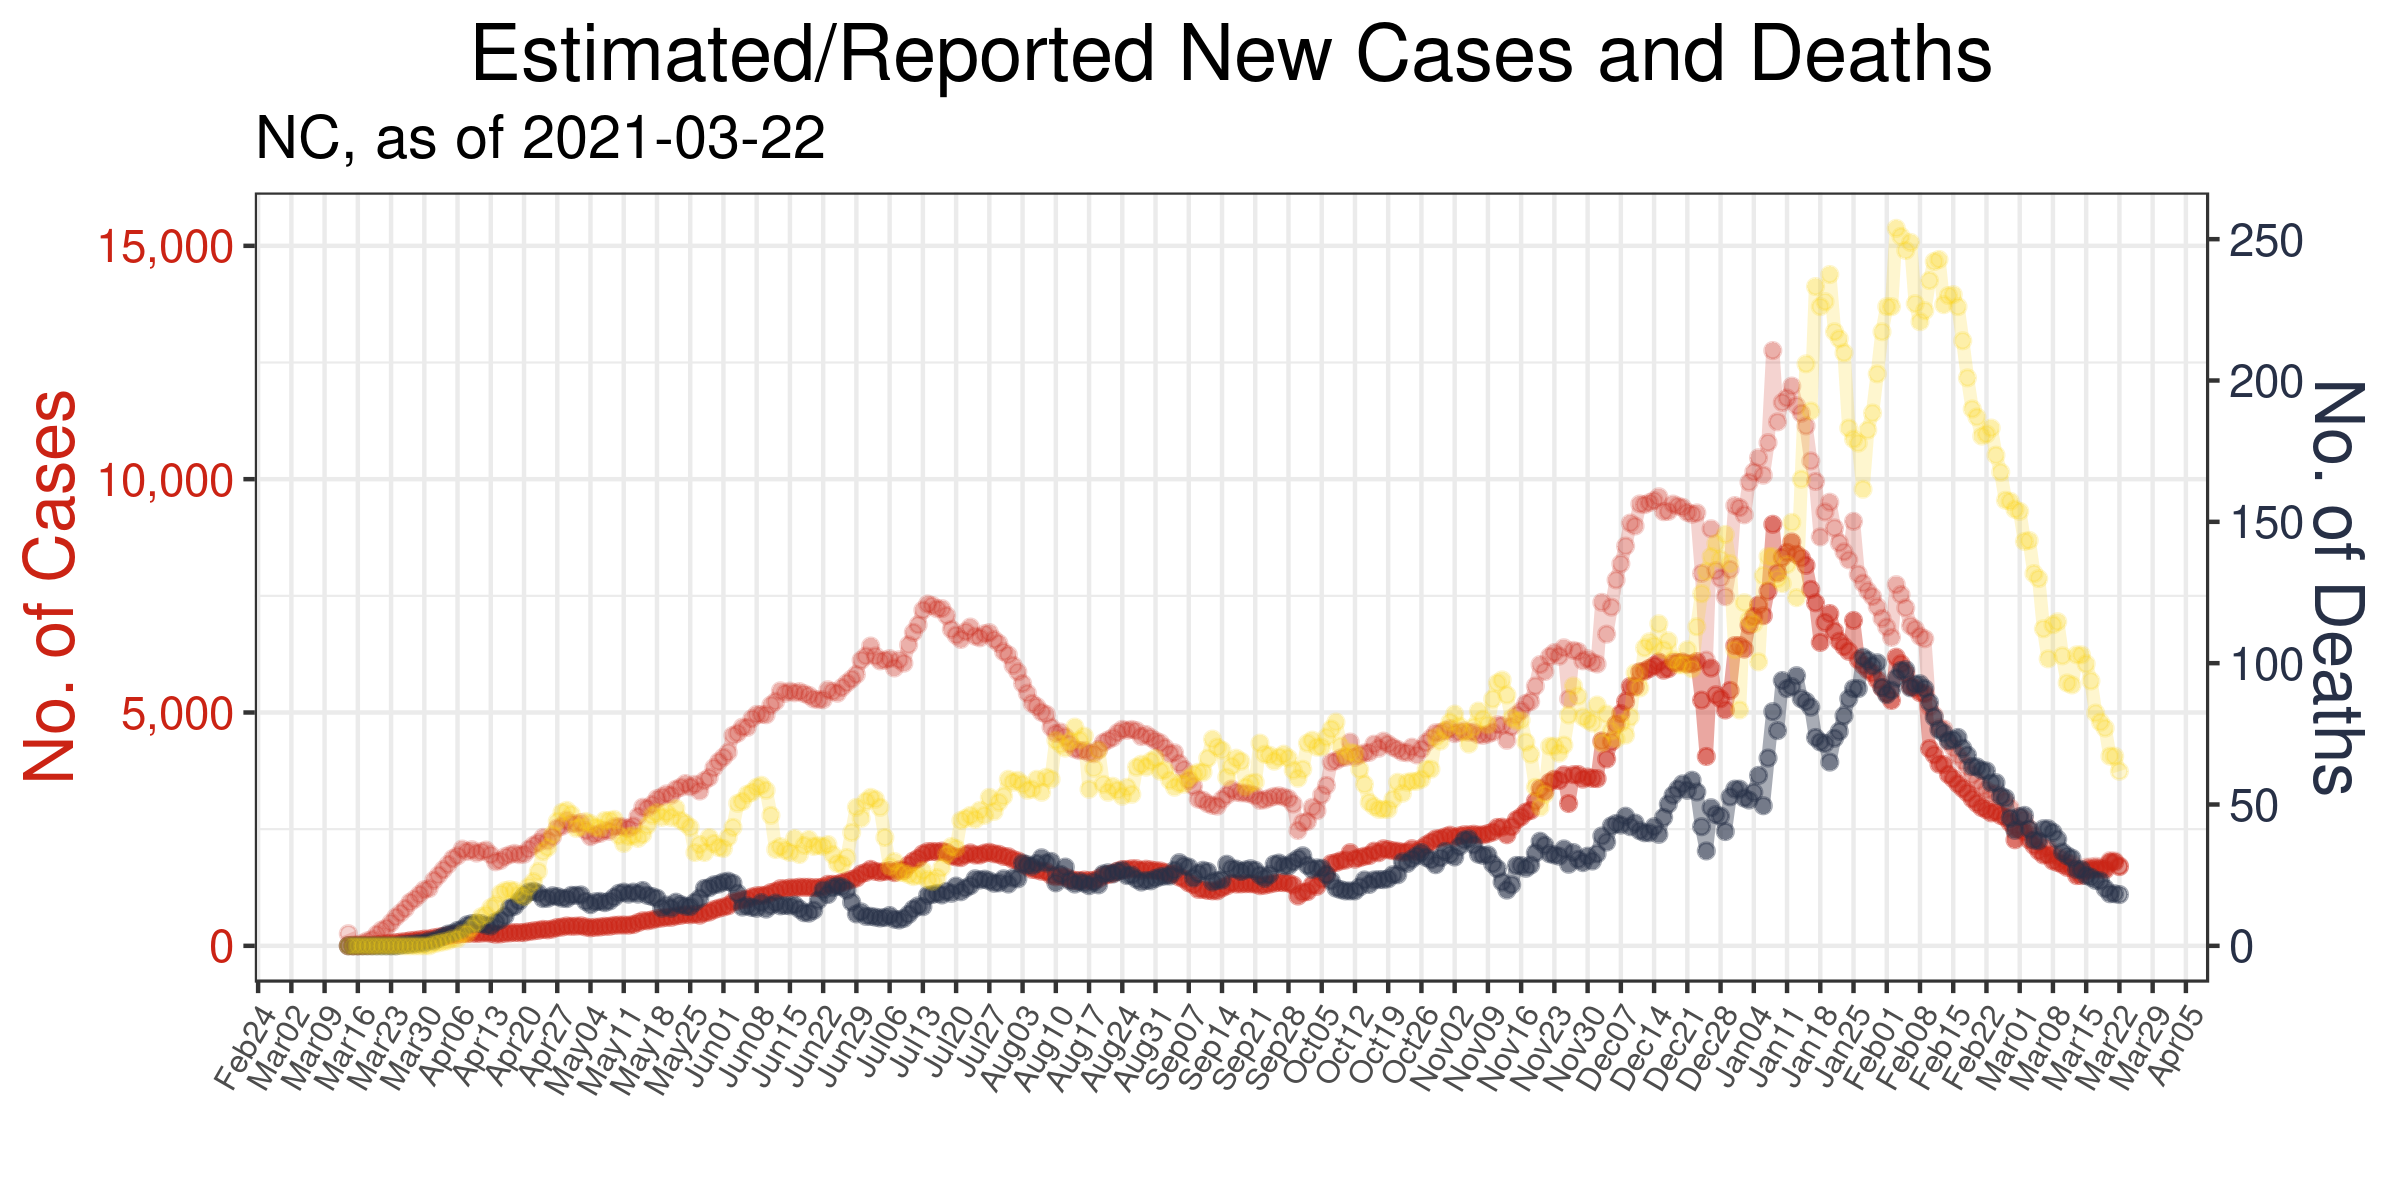 Estimated/Reported New Cases and Deaths
NC, as of 2021-03-22
No. of Cases
15,000
10,000
5,000
0
250
200
150
100
50
0
No. of Deaths
Feb24
Mar02
Mar09
Mar16
Mar23
Mar30
Apr06
Apr13
Apr20
Apr27
May04
May11
May18
May25
Jun01
Jun08
Jun15
Jun22
Jun29
Jul06
Jul13
Jul20
Jul27
Aug03
Aug10
Aug17
Aug24
Aug31
Sep07
Sep14
Sep21
Sep28
Oct05
Oct12
Oct19
Oct26
Nov02
Nov09
Nov16
Nov23
Nov30
Dec07
Dec14
Dec21
Dec28
Jan04
Jan11
Jan18
Jan25
Feb01
Feb08
Feb15
Feb22
Mar01
Mar08
Mar15
Mar22
Mar29
Apr05